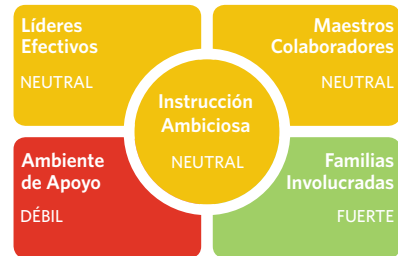 Líderes
Efectivos
NEUTRAL
Maestros
Colaboradores
NEUTRAL
Instrucción
Ambiciosa
NEUTRAL
Ambiente
de Apoyo
DÉBIL
Familias
Involucradas
FUERTE